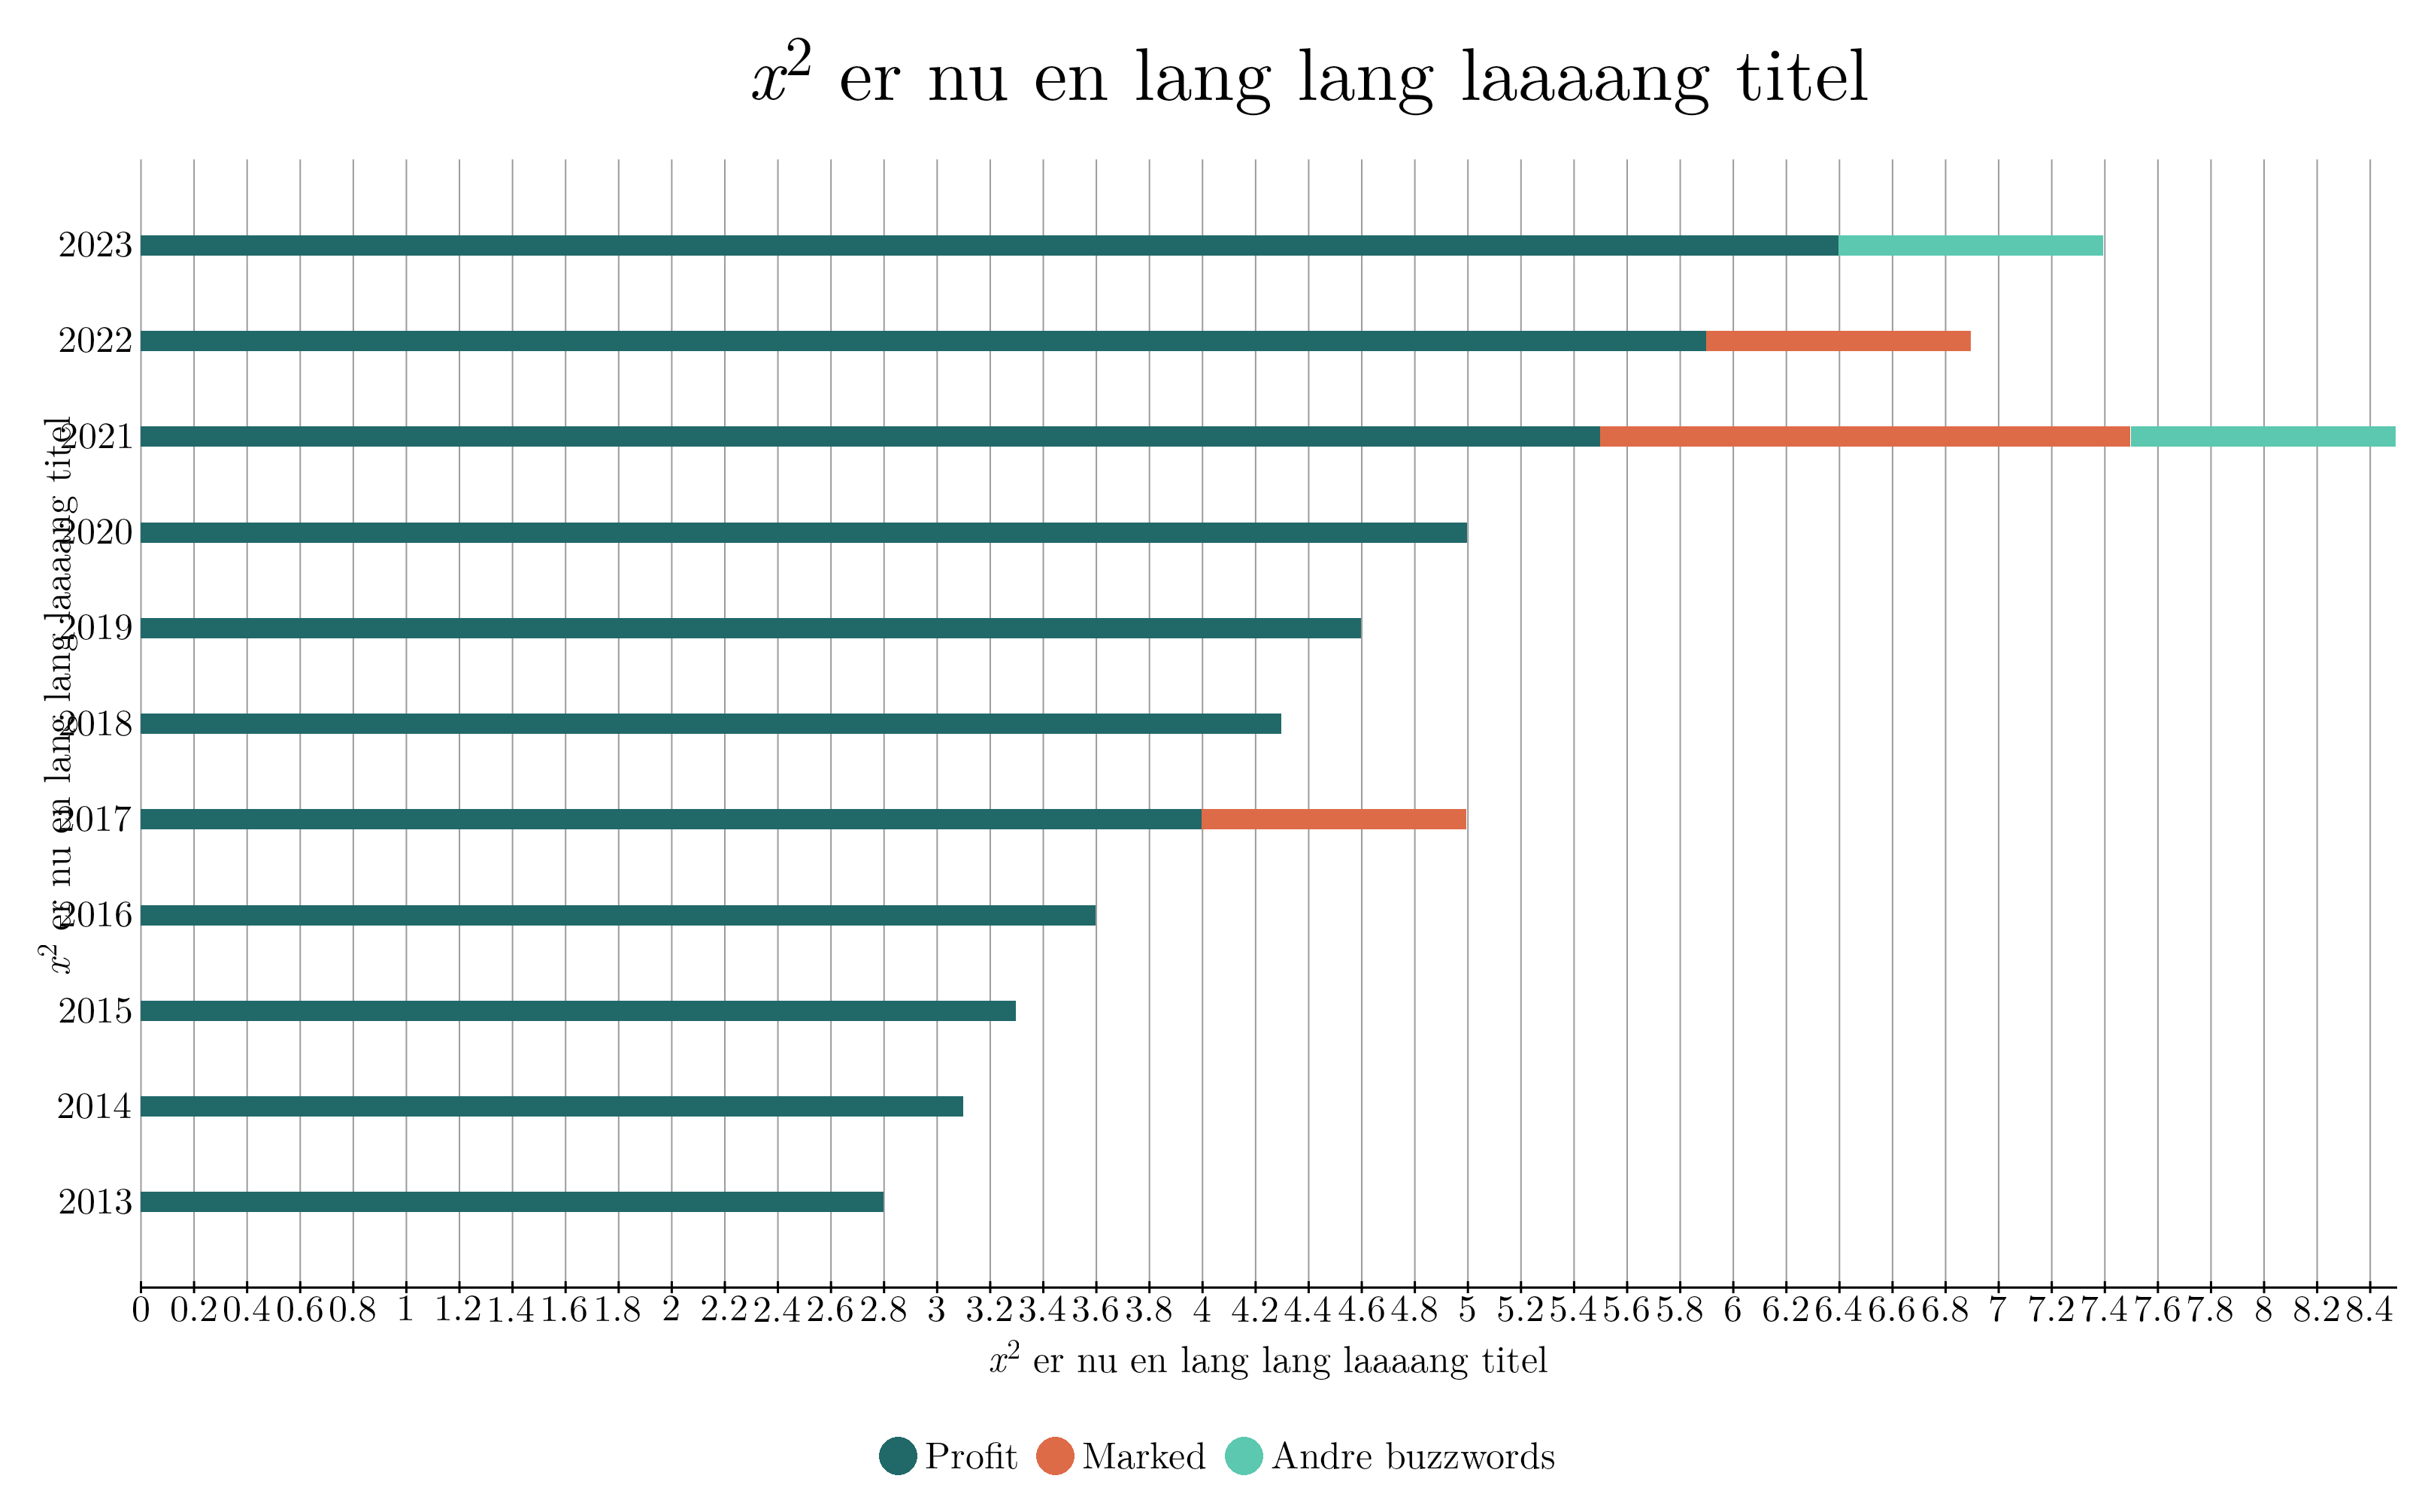 x² er nu en lang lang laaaang titel
2023
2022
2021
2020
2019
2018
2017
2016
2015
2014
2013
x² er nu en lang lang laaaang titel
0 0.2 0.4 0.6 0.8 1 1.2 1.4 1.6 1.8 2 2.2 2.4 2.6 2.8 3 3.2 3.4 3.6 3.8 4 4.2 4.4 4.6 4.8 5 5.2 5.4 5.6 5.8 6 6.2 6.4 6.6 6.8 7 7.2 7.4 7.6 7.8 8 8.2 8.4
x² er nu en lang lang laaaang titel
Profit Marked Andre buzzwords